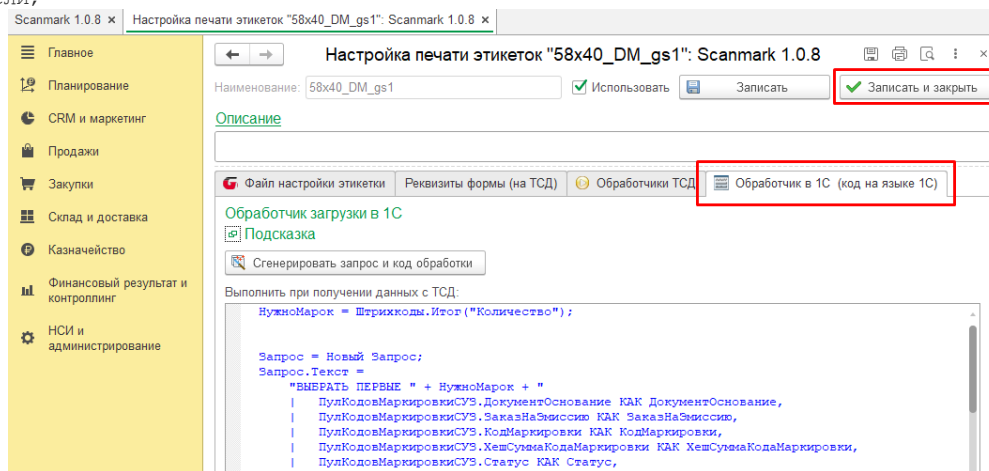 Scanmark 1.0.8 ×
Настройка печати этикеток "58x40_DM_gs1": Scanmark 1.0.8 ×
Главное
Планирование
CRM и маркетинг
Продажи
Закупки
Склад и доставка
Казначейство
Финансовый результат и
контроллинг
НСИ и
администрирование
Настройка печати этикеток "58x40_DM_gs1": Scanmark 1.0.8
Наименование: 58x40_DM_gs1
Использовать
Записать
Записать и закрыть
Описание
Файл настройки этикетки
Реквизиты формы (на ТСД)
Обработчики ТСД
Обработчик в 1С (код на языке 1С)
Обработчик загрузки в 1С
Подсказка
Сгенерировать запрос и код обработки
Выполнить при получении данных с ТСД:
НужноМарок = Штрихкоды.Итог("Количество");
Запрос = Новый Запрос;
Запрос.Текст =
"ВЫБРАТЬ ПЕРВЫЕ " + НужноМарок + "
| ПулКодовМаркировкиСУЗ.ДокументОснование КАК ДокументОснование,
| ПулКодовМаркировкиСУЗ.ЗаказНаЭмиссию КАК ЗаказНаЭмиссию,
| ПулКодовМаркировкиСУЗ.КодМаркировки КАК КодМаркировки,
| ПулКодовМаркировкиСУЗ.ХешСуммаКодаМаркировки КАК ХешСуммаКодаМаркировки,
| ПулКодовМаркировкиСУЗ.Статус КАК Статус,